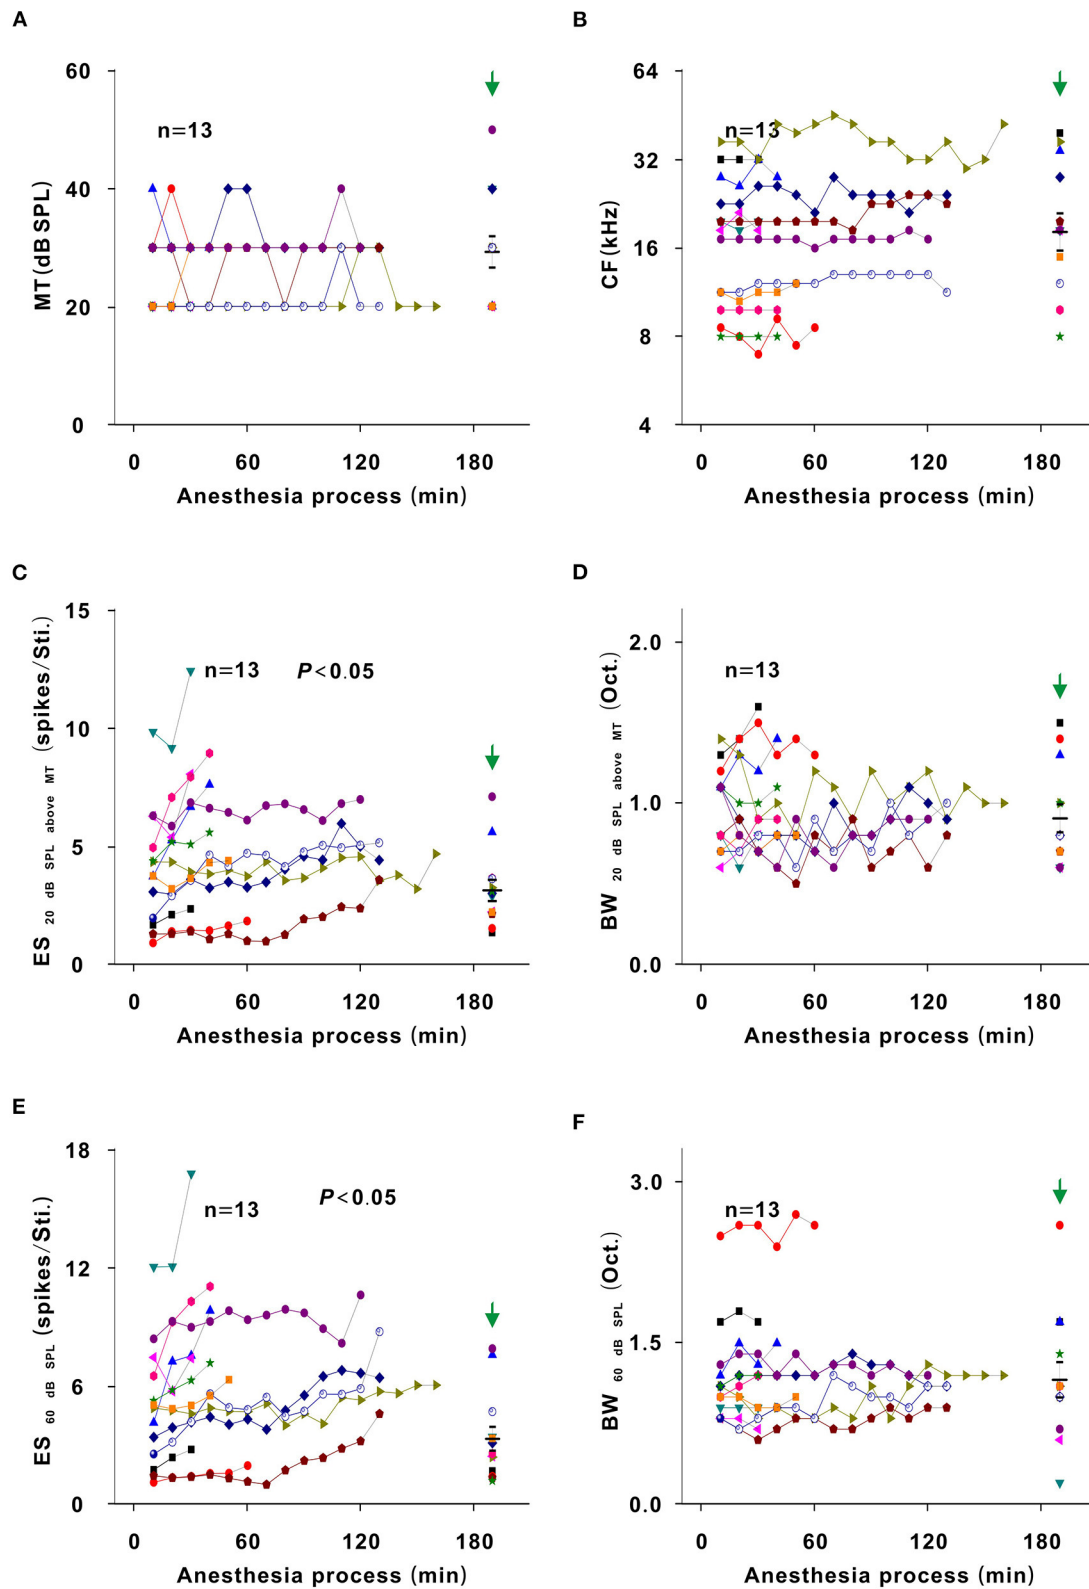 A
MT (dB SPL)
60
40
20
0
n=13
0 60 120 180
Anesthesia process (min)
B
CF (kHz)
64
32
16
8
4
n=13
0 60 120 180
Anesthesia process (min)
C
ES 20 dB SPL above MT (spikes/Sti.)
15
10
5
0
n=13 P<0.05
0 60 120 180
Anesthesia process (min)
D
BW 20 dB SPL above MT (Oct.)
2.0
1.0
0.0
n=13
0 60 120 180
Anesthesia process (min)
E
ES 60 dB SPL (spikes/Sti.)
18
12
6
0
n=13 P<0.05
0 60 120 180
Anesthesia process (min)
F
BW 60 dB SPL (Oct.)
3.0
1.5
0.0
n=13
0 60 120 180
Anesthesia process (min)